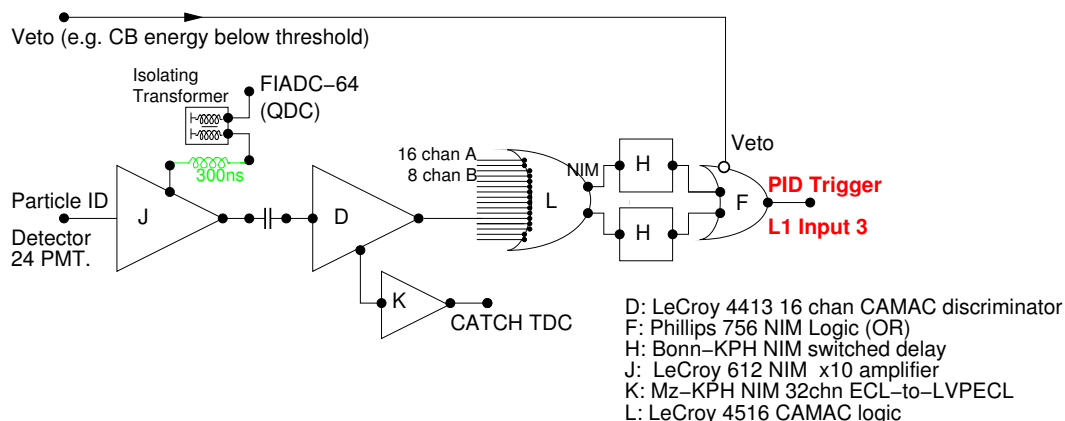 Veto (e.g. CB energy below threshold)
Isolating
Transformer
FIADC−64
(QDC)
300ns
Particle ID
Detector
24 PMT.
J
D
K
CATCH TDC
16 chan A
8 chan B
L
NIM
H
H
Veto
F
PID Trigger
L1 Input 3
D: LeCroy 4413 16 chan CAMAC discriminator
F: Phillips 756 NIM Logic (OR)
H: Bonn−KPH NIM switched delay
J: LeCroy 612 NIM x10 amplifier
K: Mz−KPH NIM 32chn ECL−to−LVPECL
L: LeCroy 4516 CAMAC logic